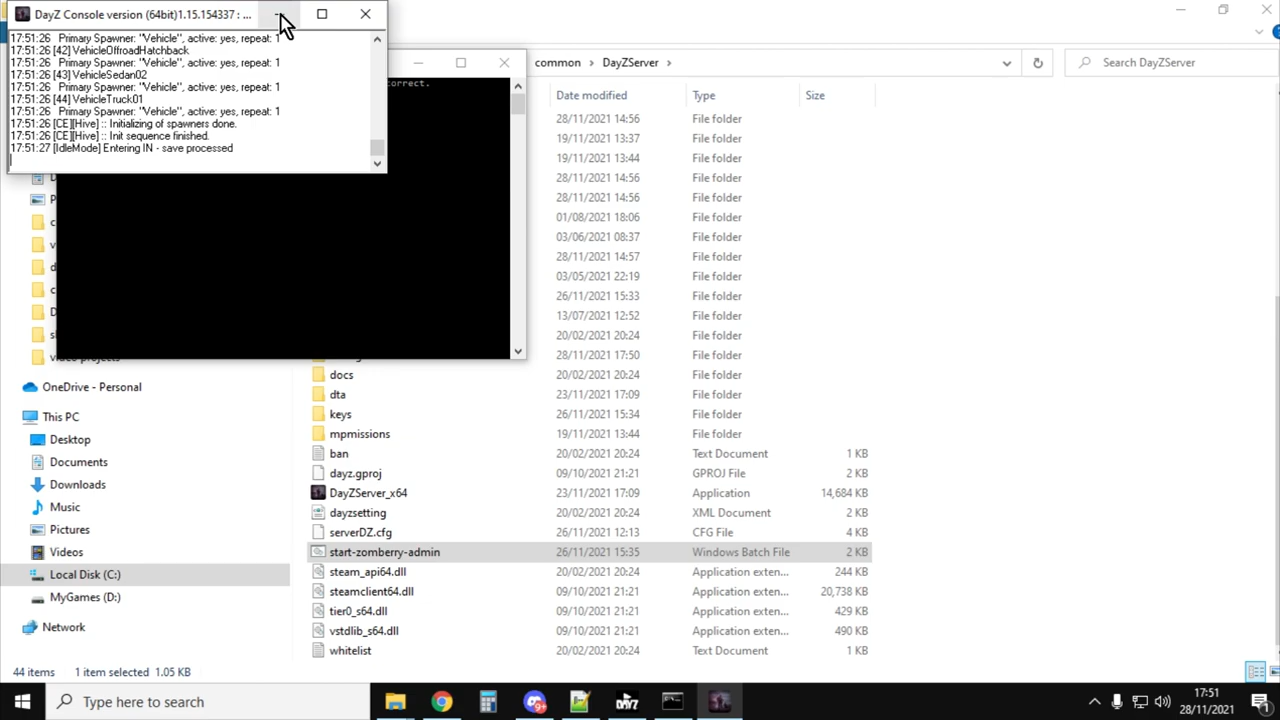 DayZ Console version (64bit)1.15.154337 : ...
17:51:26 Primary Spawner: "Vehicle", active: yes, repeat: 1
17:51:26 [42] VehicleOffroadHatchback
17:51:26 Primary Spawner: "Vehicle", active: yes, repeat: 1
17:51:26 [43] VehicleSedan02
17:51:26 Primary Spawner: "Vehicle", active: yes, repeat: 1
17:51:26 [44] VehicleTruck01
17:51:26 Primary Spawner: "Vehicle", active: yes, repeat: 1
17:51:26 [CE][Hive] :: Initializing of spawners done.
17:51:26 [CE][Hive] :: Init sequence finished.
17:51:27 [IdleMode] Entering IN - save processed
correct.
common > DayZServer >
Search DayZServer
Date modified Type Size
28/11/2021 14:56 File folder
19/11/2021 13:44 File folder
19/11/2021 13:44 File folder
28/11/2021 14:56 File folder
28/11/2021 14:56 File folder
01/08/2021 18:06 File folder
03/06/2021 08:37 File folder
28/11/2021 14:57 File folder
03/05/2021 22:19 File folder
26/11/2021 15:33 File folder
13/07/2021 12:52 File folder
20/02/2021 20:24 File folder
28/11/2021 17:50 File folder
docs 20/02/2021 20:24 File folder
dta 23/11/2021 17:09 File folder
keys 26/11/2021 15:34 File folder
mpmissions 19/11/2021 13:44 File folder
ban 20/02/2021 20:24 Text Document 1 KB
dayz.gproj 09/10/2021 21:21 GPROJ File 2 KB
DayZServer_x64 23/11/2021 17:09 Application 14,684 KB
dayzsetting 20/02/2021 20:24 XML Document 2 KB
serverDZ.cfg 26/11/2021 12:13 CFG File 4 KB
start-zomberry-admin 26/11/2021 15:35 Windows Batch File 2 KB
steam_api64.dll 20/02/2021 20:24 Application exten... 244 KB
steamclient64.dll 09/10/2021 21:21 Application exten... 20,738 KB
tier0_s64.dll 09/10/2021 21:21 Application exten... 429 KB
vstdlib_s64.dll 09/10/2021 21:21 Application exten... 490 KB
whitelist 20/02/2021 20:24 Text Document 1 KB
OneDrive - Personal
This PC
Desktop
Documents
Downloads
Music
Pictures
Videos
Local Disk (C:)
MyGames (D:)
Network
44 items 1 item selected 1.05 KB
Type here to search
17:51
28/11/2021